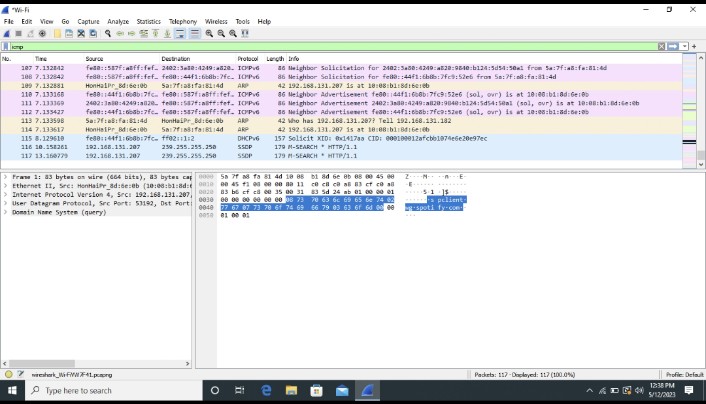 *Wi-Fi
File Edit View Go Capture Analyze Statistics Telephony Wireless Tools Help
icmp
No. Time Source Destination Protocol Length Info
107 7.132842 fe80::587f:a8ff:fef… 2402:3a80:4249:a820… ICMPv6 86 Neighbor Solicitation for 2402:3a80:4249:a820:9840:b124:5d54:50a1 from 5a:7f:a8:fa:81:4d
108 7.132842 fe80::587f:a8ff:fef… fe80::44f1:6b8b:7fc… ICMPv6 86 Neighbor Solicitation for fe80::44f1:6b8b:7fc9:52e6 from 5a:7f:a8:fa:81:4d
109 7.132881 HonHaiPr_8d:6e:0b 5a:7f:a8:fa:81:4d ARP 42 192.168.131.207 is at 10:08:b1:8d:6e:0b
110 7.133168 fe80::44f1:6b8b:7fc… fe80::587f:a8ff:fef… ICMPv6 86 Neighbor Advertisement fe80::44f1:6b8b:7fc9:52e6 (sol, ovr) is at 10:08:b1:8d:6e:0b
111 7.133369 2402:3a80:4249:a820… fe80::587f:a8ff:fef… ICMPv6 86 Neighbor Advertisement 2402:3a80:4249:a820:9840:b124:5d54:50a1 (sol, ovr) is at 10:08:b1:8d:6e:0b
112 7.133427 fe80::44f1:6b8b:7fc… fe80::587f:a8ff:fef… ICMPv6 86 Neighbor Advertisement fe80::44f1:6b8b:7fc9:52e6 (sol, ovr) is at 10:08:b1:8d:6e:0b
113 7.133598 5a:7f:a8:fa:81:4d HonHaiPr_8d:6e:0b ARP 42 Who has 192.168.131.207? Tell 192.168.131.182
114 7.133617 HonHaiPr_8d:6e:0b 5a:7f:a8:fa:81:4d ARP 42 192.168.131.207 is at 10:08:b1:8d:6e:0b
115 8.129610 fe80::44f1:6b8b:7fc… ff02::1:2 DHCPv6 157 Solicit XID: 0x1417aa CID: 000100012afcbb1074e6e20e97ec
116 10.158261 192.168.131.207 239.255.255.250 SSDP 179 M-SEARCH * HTTP/1.1
117 13.160779 192.168.131.207 239.255.255.250 SSDP 179 M-SEARCH * HTTP/1.1
Frame 1: 83 bytes on wire (664 bits), 83 bytes cap
Ethernet II, Src: HonHaiPr_8d:6e:0b (10:08:b1:8d:6
Internet Protocol Version 4, Src: 192.168.131.207,
User Datagram Protocol, Src Port: 53192, Dst Port:
Domain Name System (query)
0000 5a 7f a8 fa 81 4d 10 08 b1 8d 6e 0b 08 00 45 00 Z····M·· ··n···E·
0010 00 45 f1 08 00 00 80 11 c0 c8 c0 a8 83 cf c0 a8 ·E······ ········
0020 83 b6 cf c8 00 35 00 31 83 5d 24 ab 01 00 00 01 ·····5·1 ·]$·····
0030 00 00 00 00 00 00 08 73 70 63 6c 69 65 6e 74 02 ·······s pclient·
0040 77 67 07 73 70 6f 74 69 66 79 03 63 6f 6d 00 00 wg·spoti fy·com··
0050 01 00 01 ···
wireshark_Wi-FIWI7F41.pcapng
Packets: 117 · Displayed: 117 (100.0%)
Profile: Default
Type here to search
12:38 PM
5/12/2023